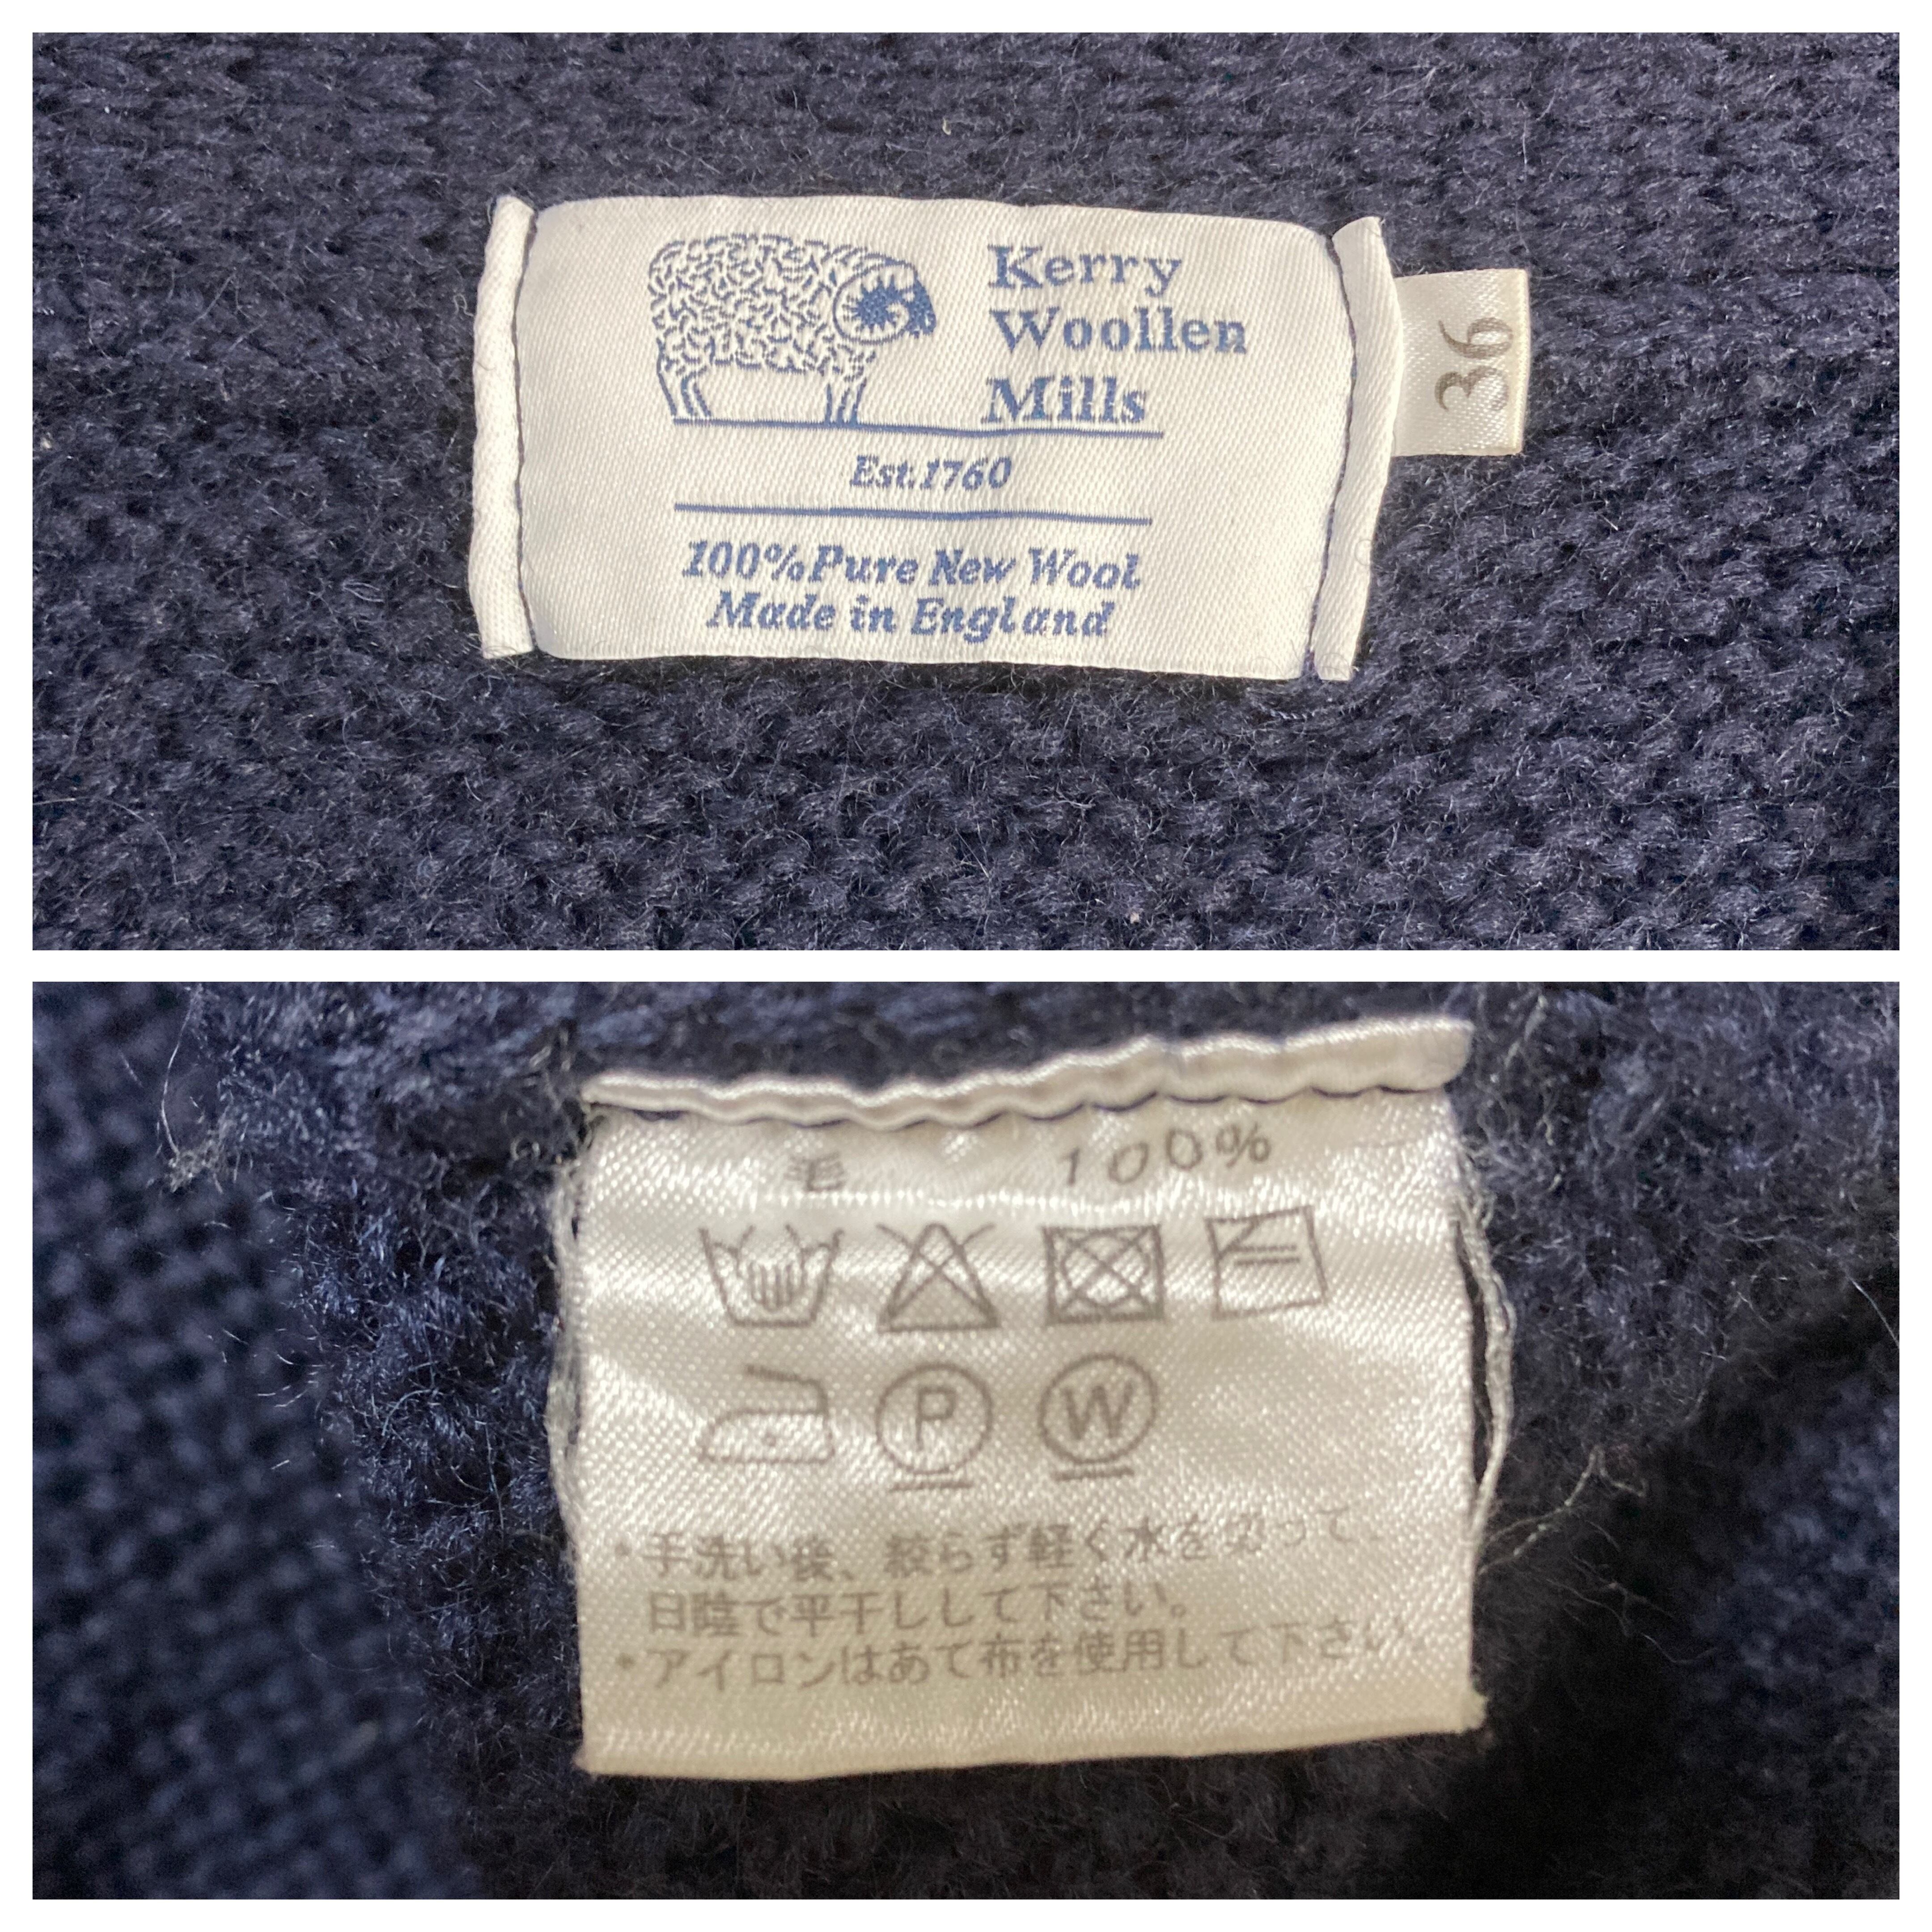 Kerry
Woollen
Mills
Est.1760
100%Pure New Wool
Made in England
36
毛 100%
P W
・手洗い後、絞らず軽く水を切って、
日陰で平干しして下さい。
・アイロンはあて布を使用して下さい。